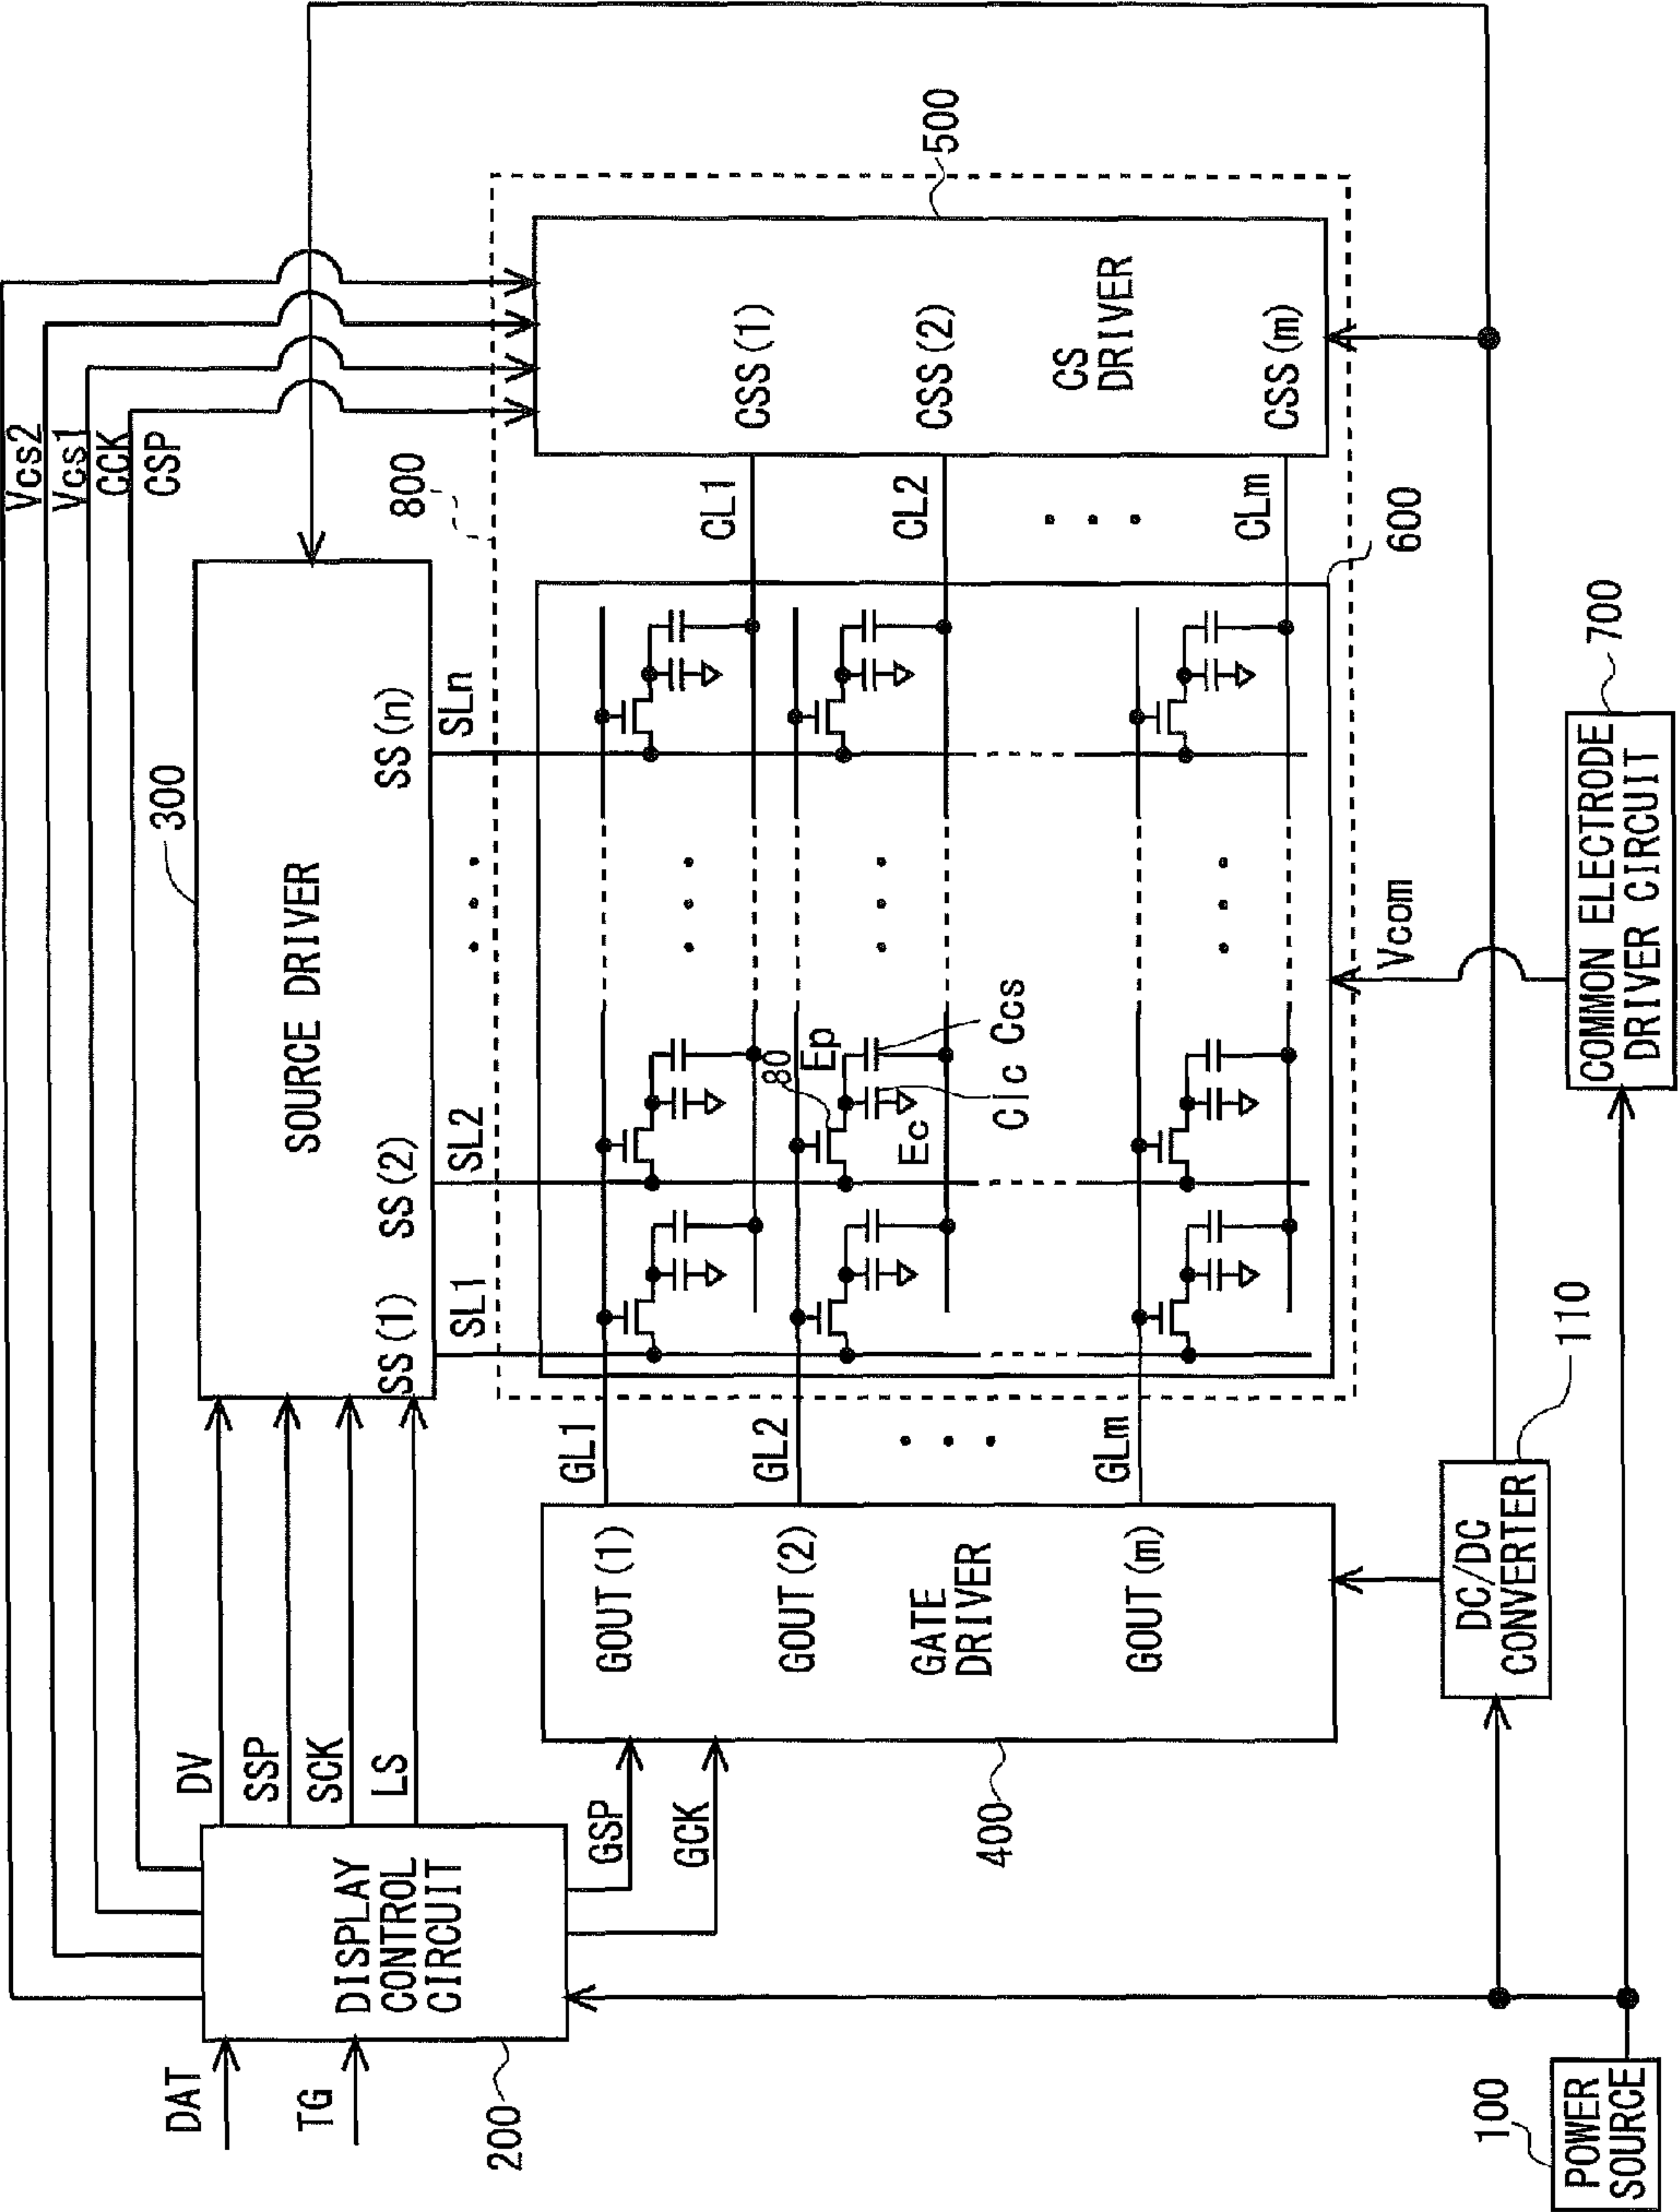 Vcs2
Vcs1
CCK
CSP
DAT
TG
200
DISPLAY
CONTROL
CIRCUIT
DV
SSP
SCK
LS
GSP
GCK
300
SOURCE DRIVER
SS(1)
SS(2)
SS(n)
SL1
SL2
• • •
SLn
800
400
GOUT(1)
GOUT(2)
GATE
DRIVER
GOUT(m)
GL1
GL2
• • •
GLm
80
Ep
Ec
Clc
Ccs
600
CL1
CL2
• • •
CLm
500
CSS(1)
CSS(2)
CS
DRIVER
CSS(m)
Vcom
100
POWER
SOURCE
110
DC/DC
CONVERTER
700
COMMON ELECTRODE
DRIVER CIRCUIT